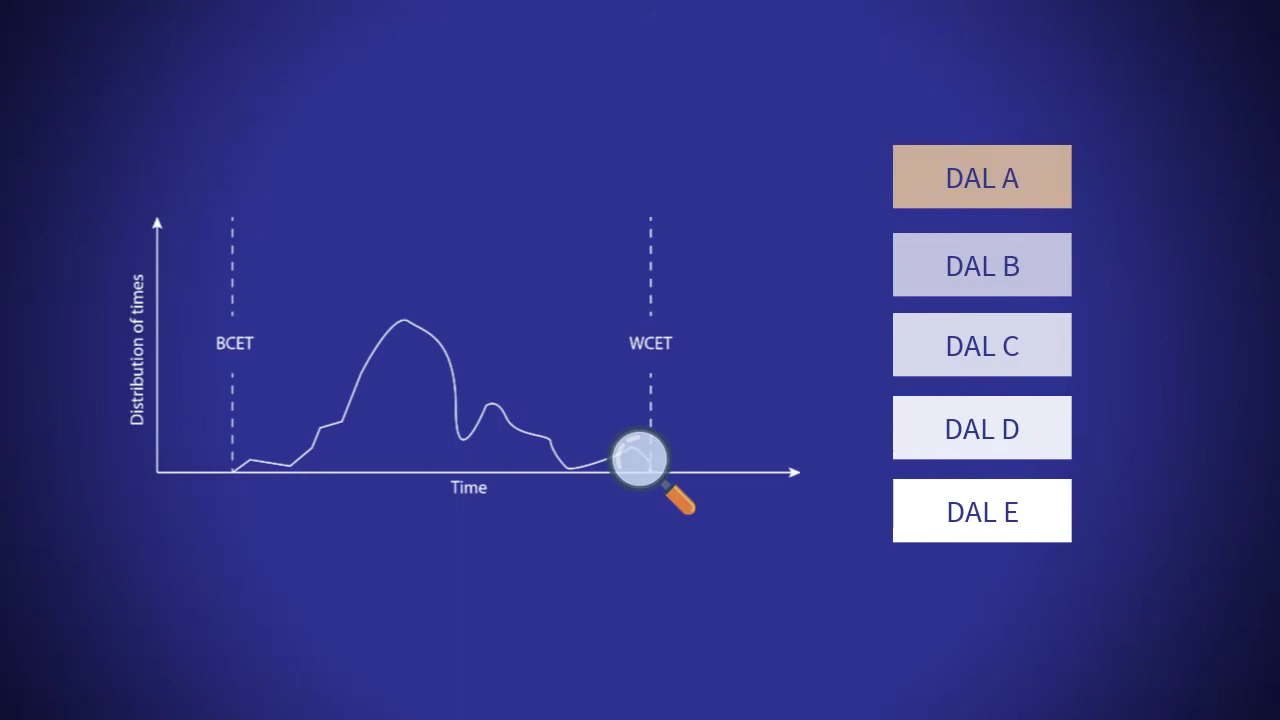 Distribution of times
BCET
WCET
Time
DAL A
DAL B
DAL C
DAL D
DAL E